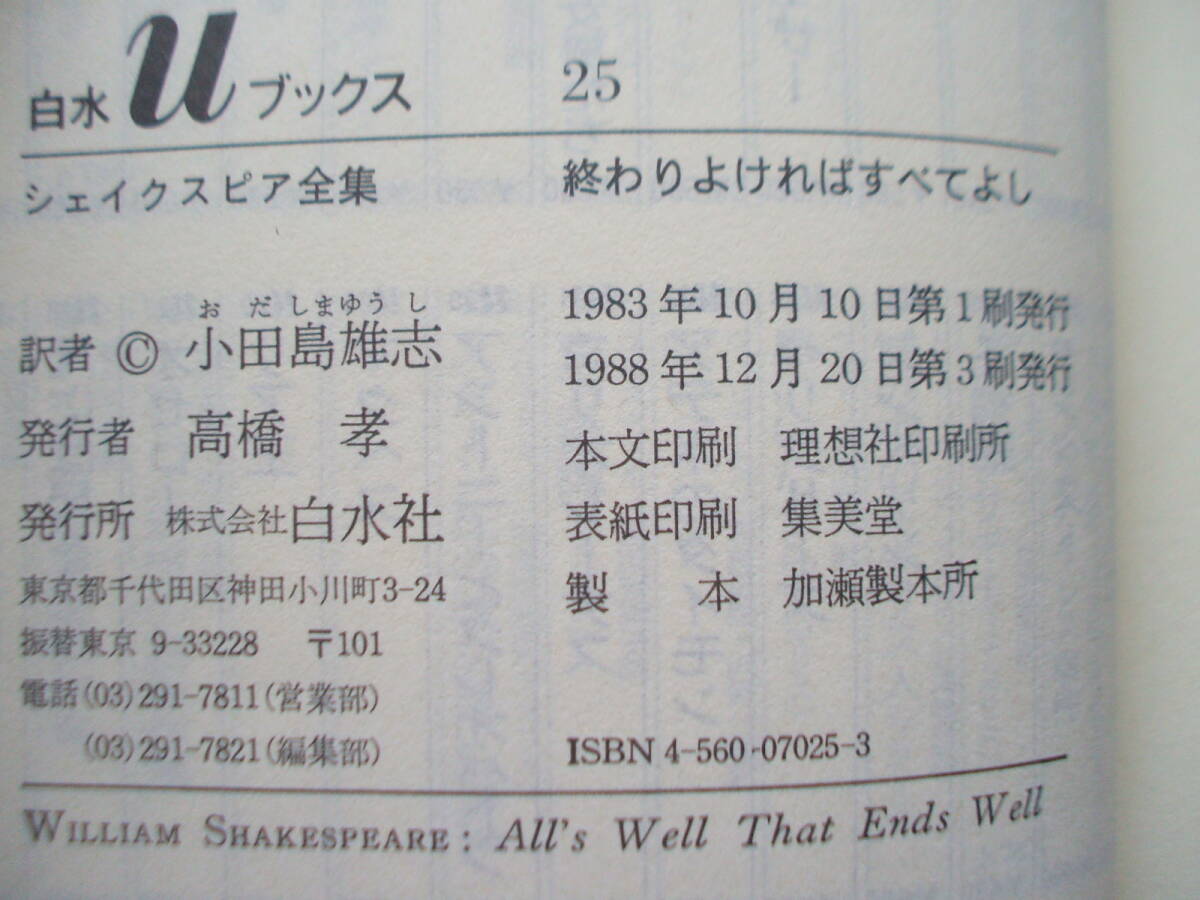 白水uブックス 25
シェイクスピア全集 終わりよければすべてよし
おだしまゆうし
訳者 © 小田島雄志
発行者 高橋 孝
発行所 株式会社白水社
東京都千代田区神田小川町3-24
振替東京 9-33228 〒101
電話(03)291-7811(営業部)
(03)291-7821(編集部)
1983年10月10日第1刷発行
1988年12月20日第3刷発行
本文印刷 理想社印刷所
表紙印刷 集美堂
製本 加瀬製本所
ISBN 4-560-07025-3
WILLIAM SHAKESPEARE: All's Well That Ends Well